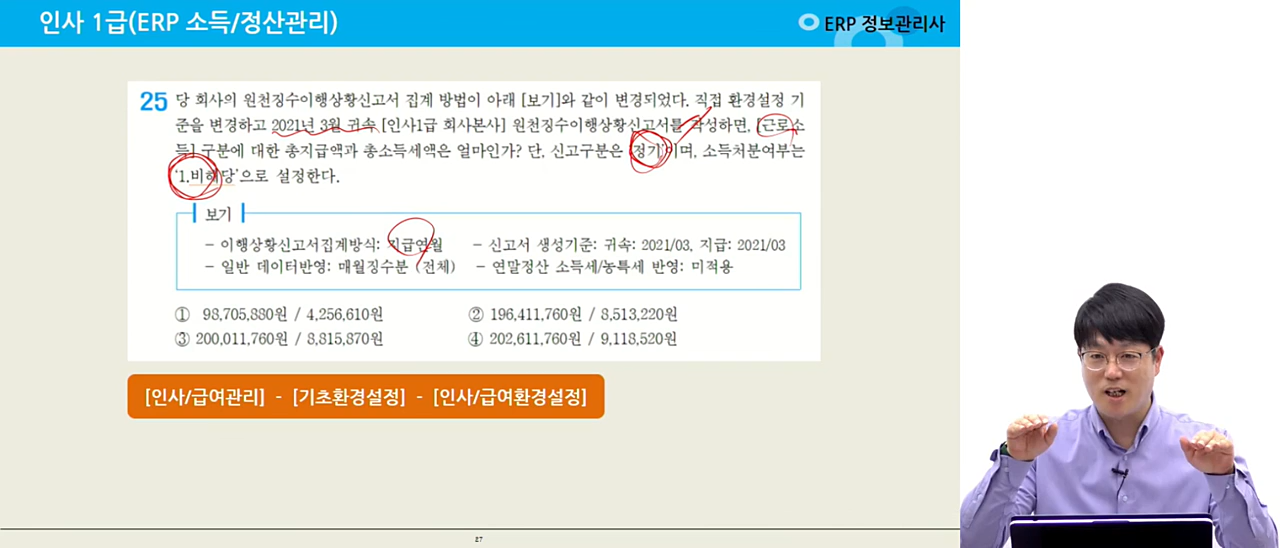 인사 1급(ERP 소득/정산관리)
ERP 정보관리사
25 당 회사의 원천징수이행상황신고서 집계 방법이 아래 [보기]와 같이 변경되었다. 직접 환경설정 기
준을 변경하고 2021년 3월 귀속 [인사1급 회사본사] 원천징수이행상황신고서를 작성하면, [근로소
득] 구분에 대한 총지급액과 총소득세액은 얼마인가? 단, 신고구분은 '정기'이며, 소득처분여부는
'1.비해당'으로 설정한다.
보기
- 이행상황신고서집계방식: 지급연월 - 신고서 생성기준: 귀속: 2021/03, 지급: 2021/03
- 일반 데이터반영: 매월징수분 (전체) - 연말정산 소득세/농특세 반영: 미적용
① 98,705,880원 / 4,256,610원 ② 196,411,760원 / 8,513,220원
③ 200,011,760원 / 8,815,870원 ④ 202,611,760원 / 9,118,520원
[인사/급여관리] - [기초환경설정] - [인사/급여환경설정]
87